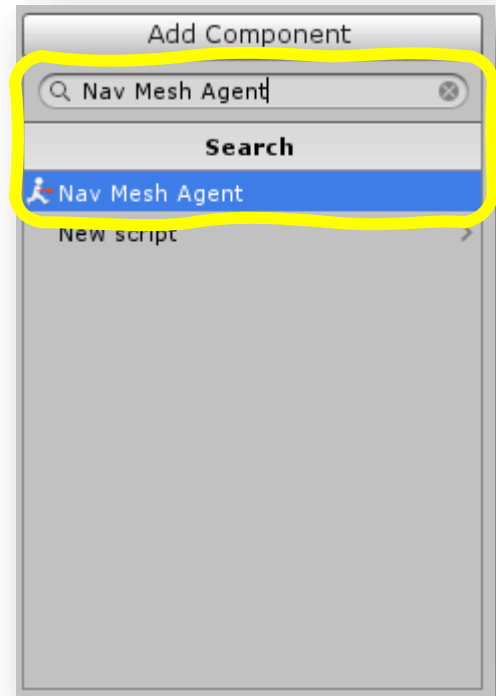 Add Component
Nav Mesh Agent
Search
Nav Mesh Agent
New script